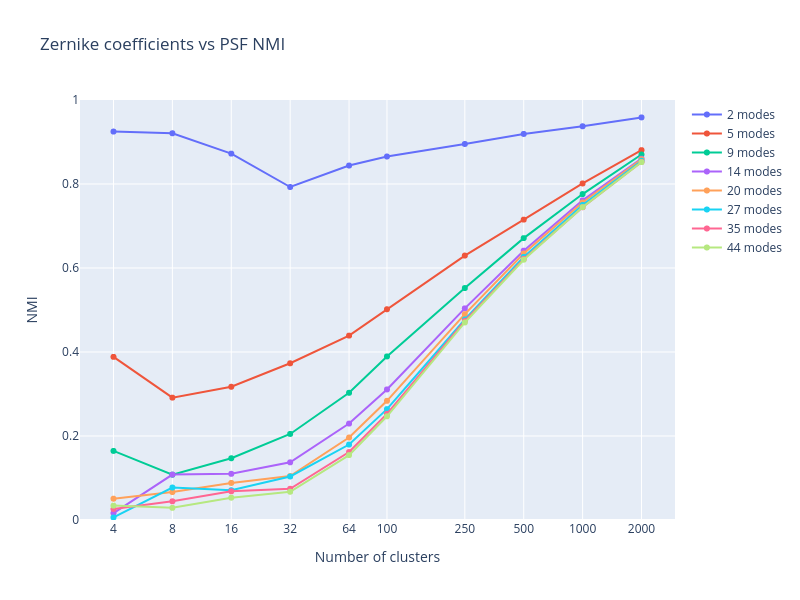 Zernike coefficients vs PSF NMI
1
0.8
0.6
0.4
0.2
0
NMI
4 8 16 32 64 100 250 500 1000 2000
Number of clusters
2 modes
5 modes
9 modes
14 modes
20 modes
27 modes
35 modes
44 modes